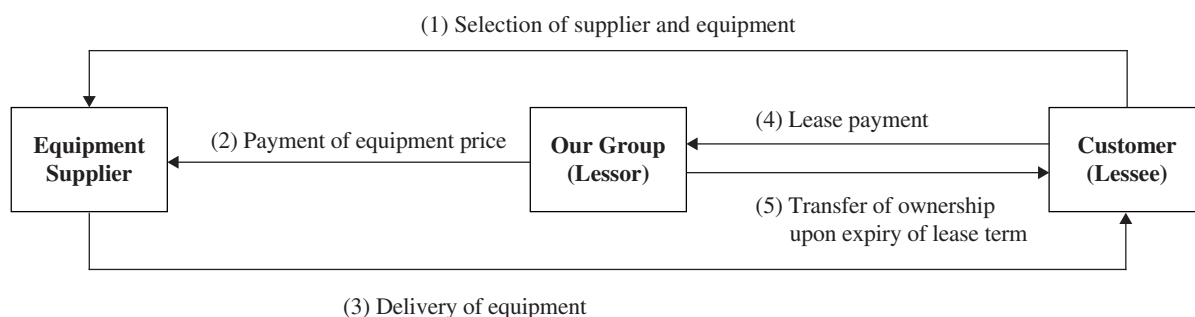 (1) Selection of supplier and equipment
Equipment
Supplier
(2) Payment of equipment price
Our Group
(Lessor)
(4) Lease payment
(5) Transfer of ownership
upon expiry of lease term
Customer
(Lessee)
(3) Delivery of equipment